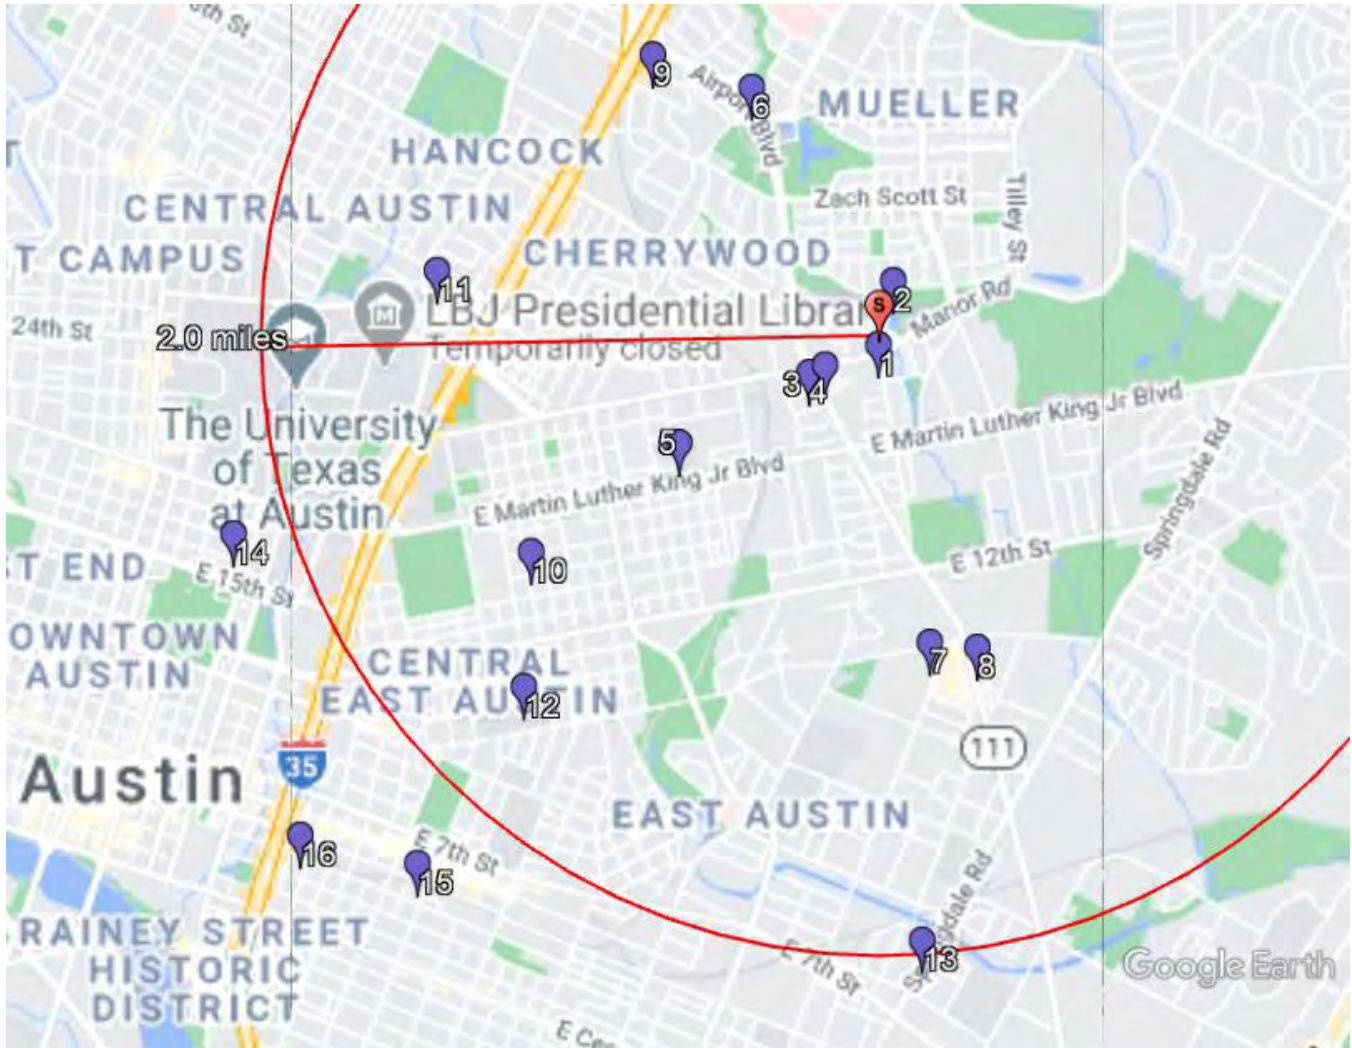 th St
9
Airport Blvd
6
MUELLER
HANCOCK
Zach Scott St
Tilley St
CENTRAL AUSTIN
T CAMPUS
CHERRYWOOD
11
S
2
Manor Rd
LBJ Presidential Librar
Temporarily closed
24th St
2.0 miles
1
3
4
The University
of Texas
at Austin
5
E Martin Luther King Jr Blvd
E Martin Luther King Jr Blvd
Springdale Rd
14
ST END
E 15th St
10
E 12th St
OWNTOWN
AUSTIN
CENTRAL
EAST AUSTIN
12
7
8
111
Austin
35
EAST AUSTIN
16
E 7th St
15
RAINEY STREET
HISTORIC
DISTRICT
Springdale Rd
13
E 7th St
E Ces
Google Earth